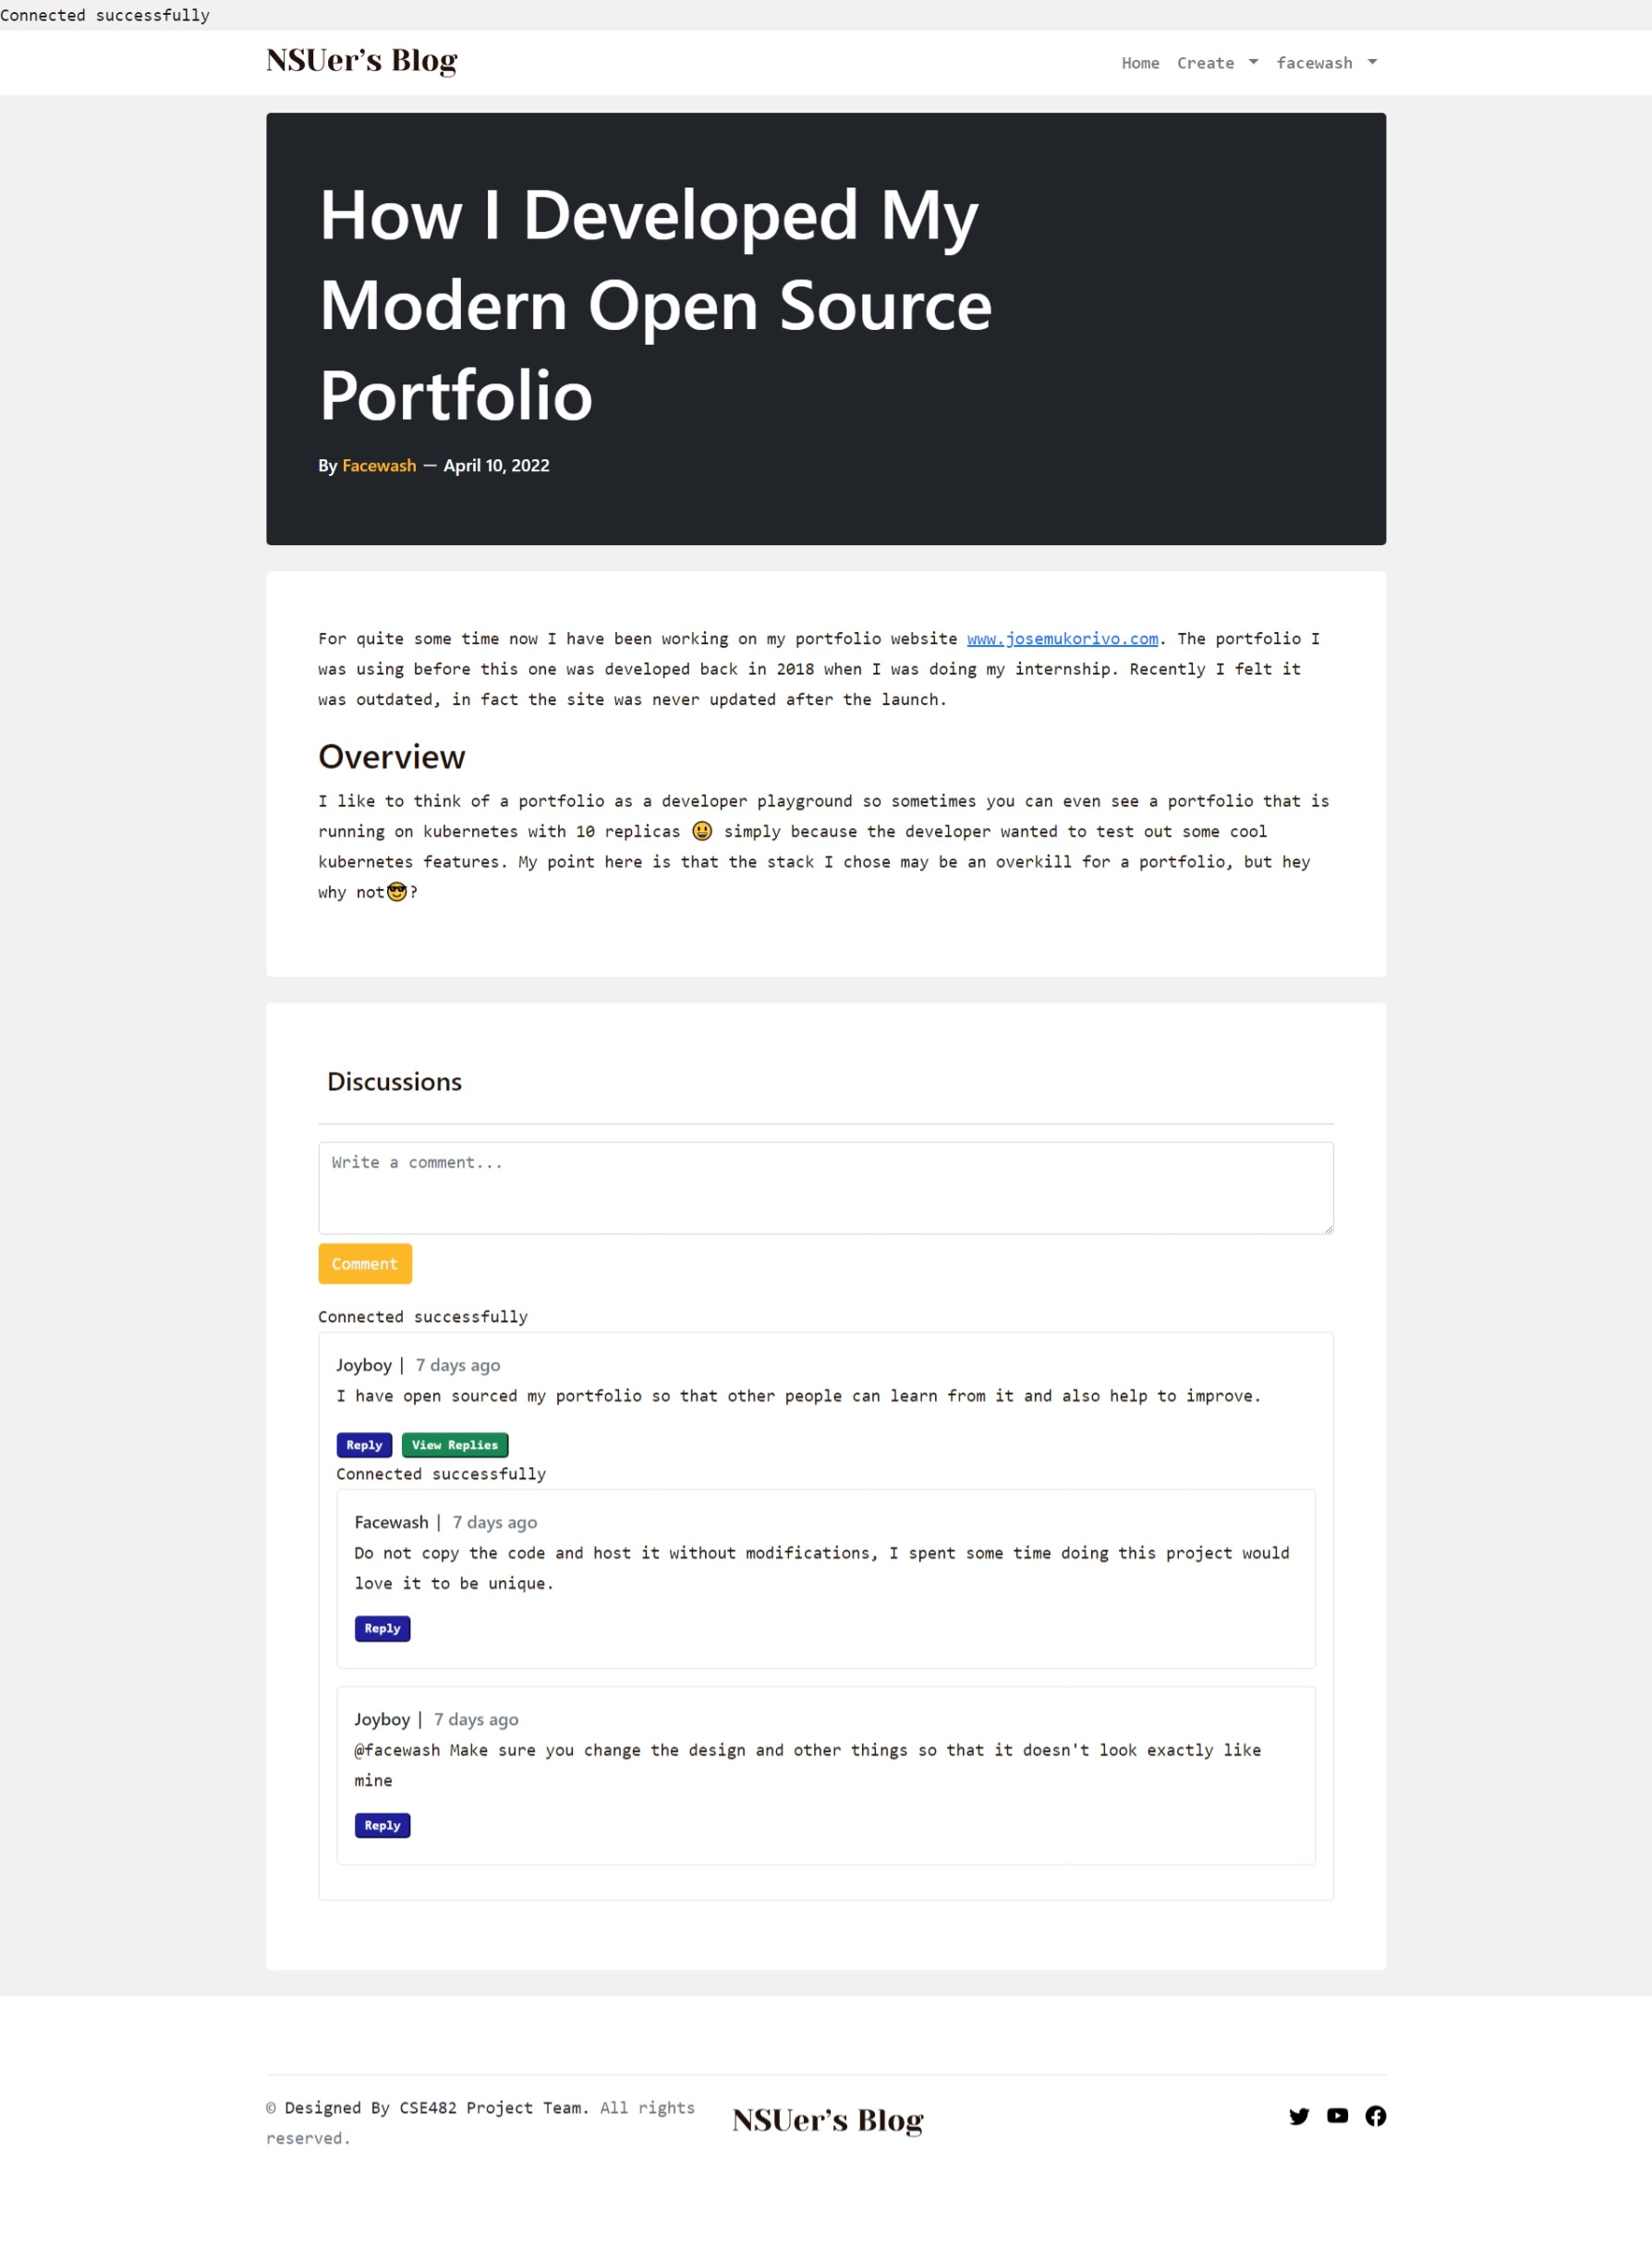 Connected successfully
NSUer's Blog
Home Create facewash
How I Developed My
Modern Open Source
Portfolio
By Facewash — April 10, 2022
For quite some time now I have been working on my portfolio website www.josemukorivo.com. The portfolio I
was using before this one was developed back in 2018 when I was doing my internship. Recently I felt it
was outdated, in fact the site was never updated after the launch.
Overview
I like to think of a portfolio as a developer playground so sometimes you can even see a portfolio that is
running on kubernetes with 10 replicas 😃 simply because the developer wanted to test out some cool
kubernetes features. My point here is that the stack I chose may be an overkill for a portfolio, but hey
why not😎?
Discussions
Write a comment...
Comment
Connected successfully
Joyboy | 7 days ago
I have open sourced my portfolio so that other people can learn from it and also help to improve.
Reply View Replies
Connected successfully
Facewash | 7 days ago
Do not copy the code and host it without modifications, I spent some time doing this project would
love it to be unique.
Reply
Joyboy | 7 days ago
@facewash Make sure you change the design and other things so that it doesn't look exactly like
mine
Reply
© Designed By CSE482 Project Team. All rights
reserved.
NSUer's Blog